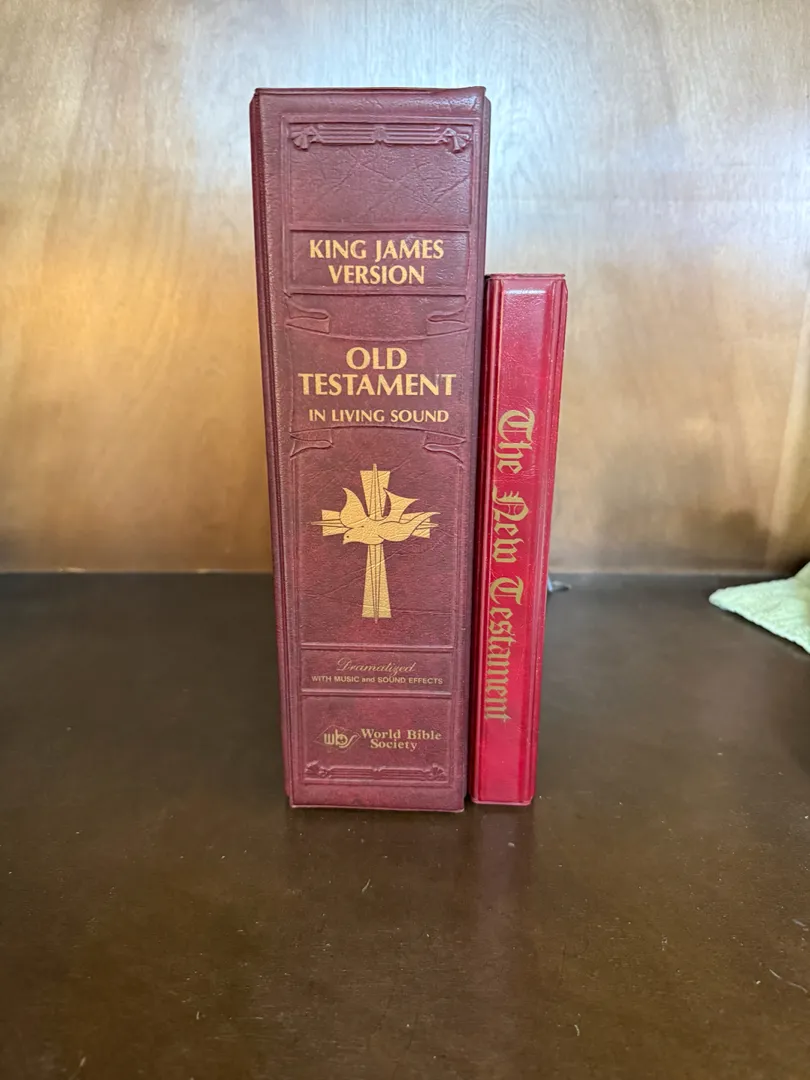 KING JAMES
VERSION
OLD
TESTAMENT
IN LIVING SOUND
Dramatized
WITH MUSIC and SOUND EFFECTS
wbs World Bible
Society
The New Testament